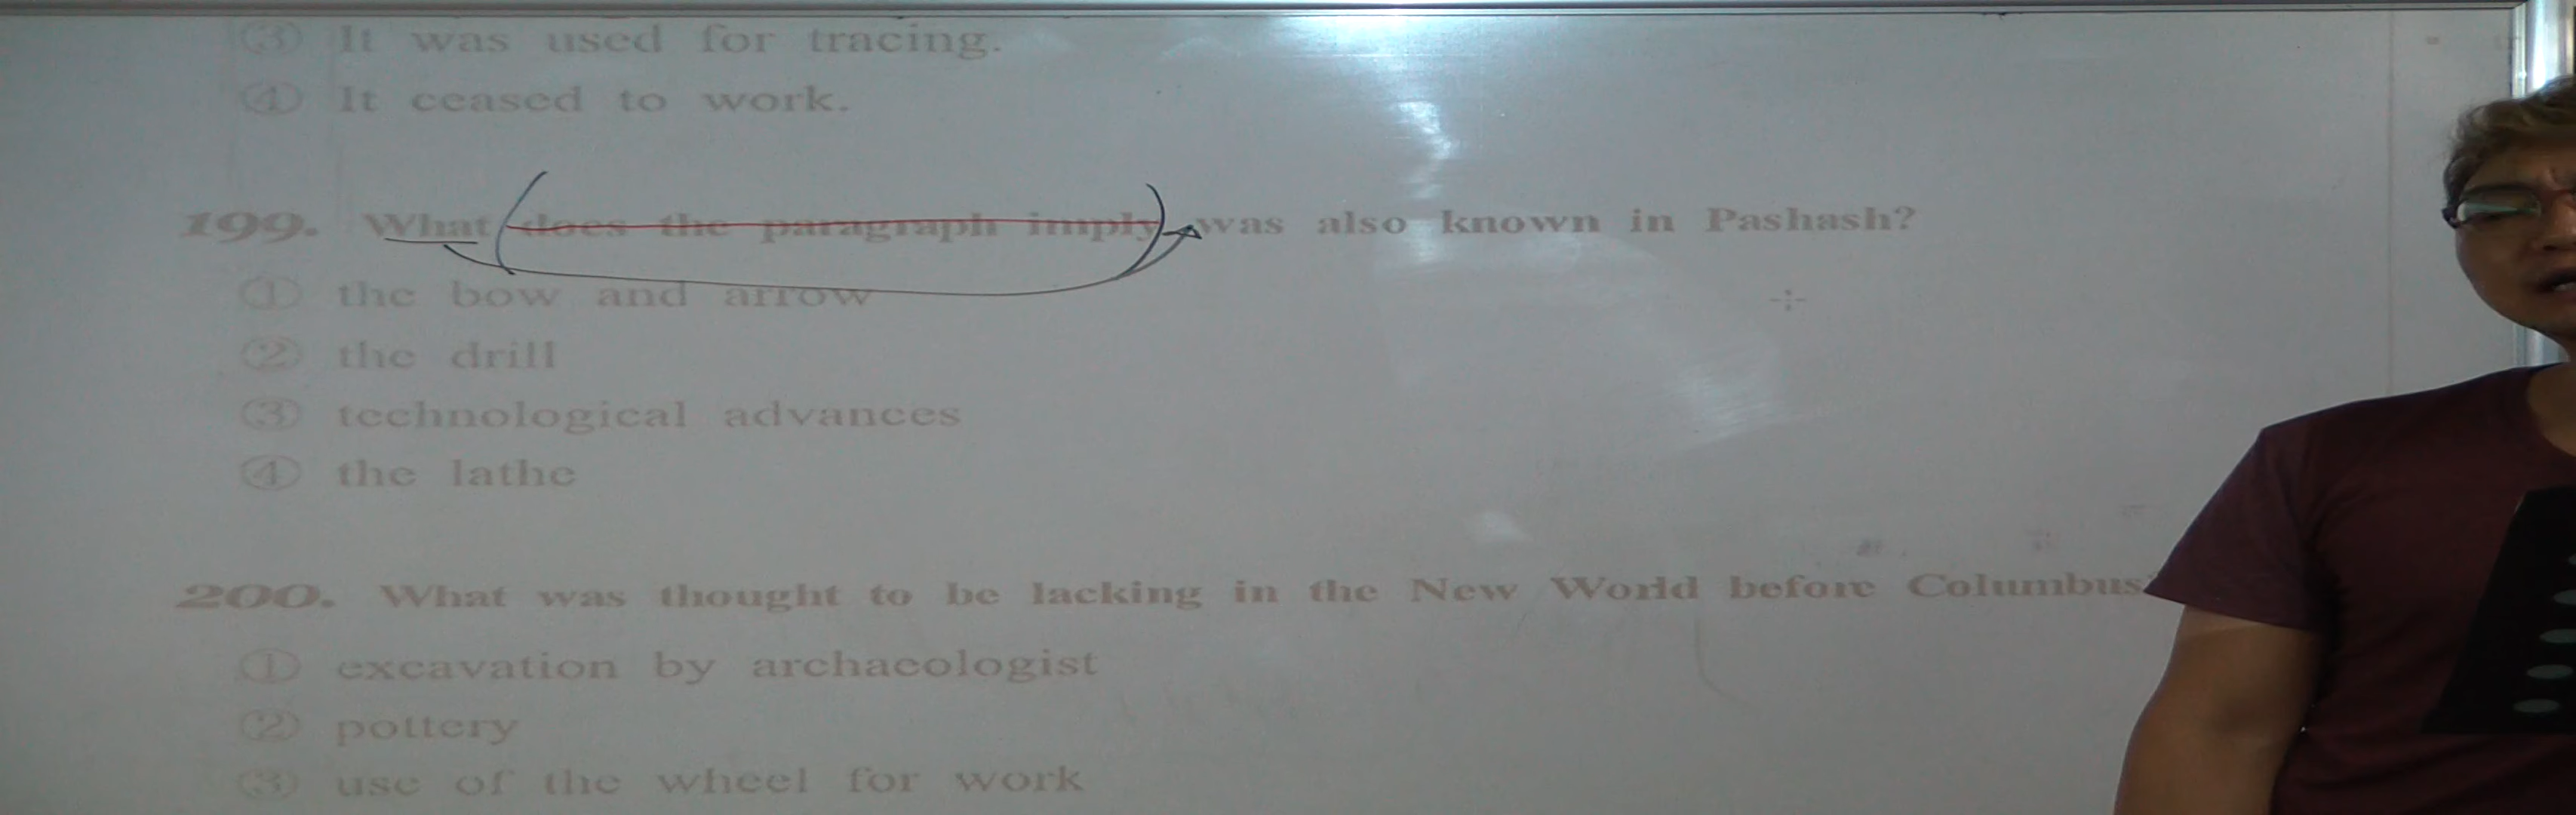 ③ It was used for tracing.
④ It ceased to work.
199. What (does the paragraph imply) was also known in Pashash?
① the bow and arrow
② the drill
③ technological advances
④ the lathe
200. What was thought to be lacking in the New World before Columbus
① excavation by archaeologist
② pottery
③ use of the wheel for work